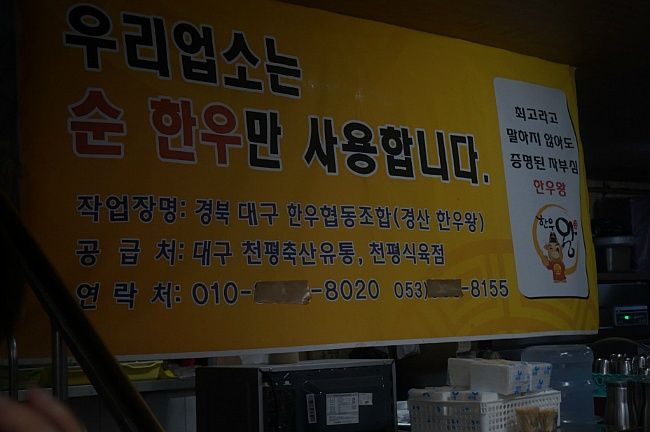 우리업소는
순 한우만 사용합니다.
작업장명: 경북 대구 한우협동조합(경산 한우왕)
공 급 처: 대구 천평축산유통, 천평식육점
연 락 처: 010- -8020 053) -8155
최고라고
말하지 않아도
증명된 자부심
한우왕
한우왕